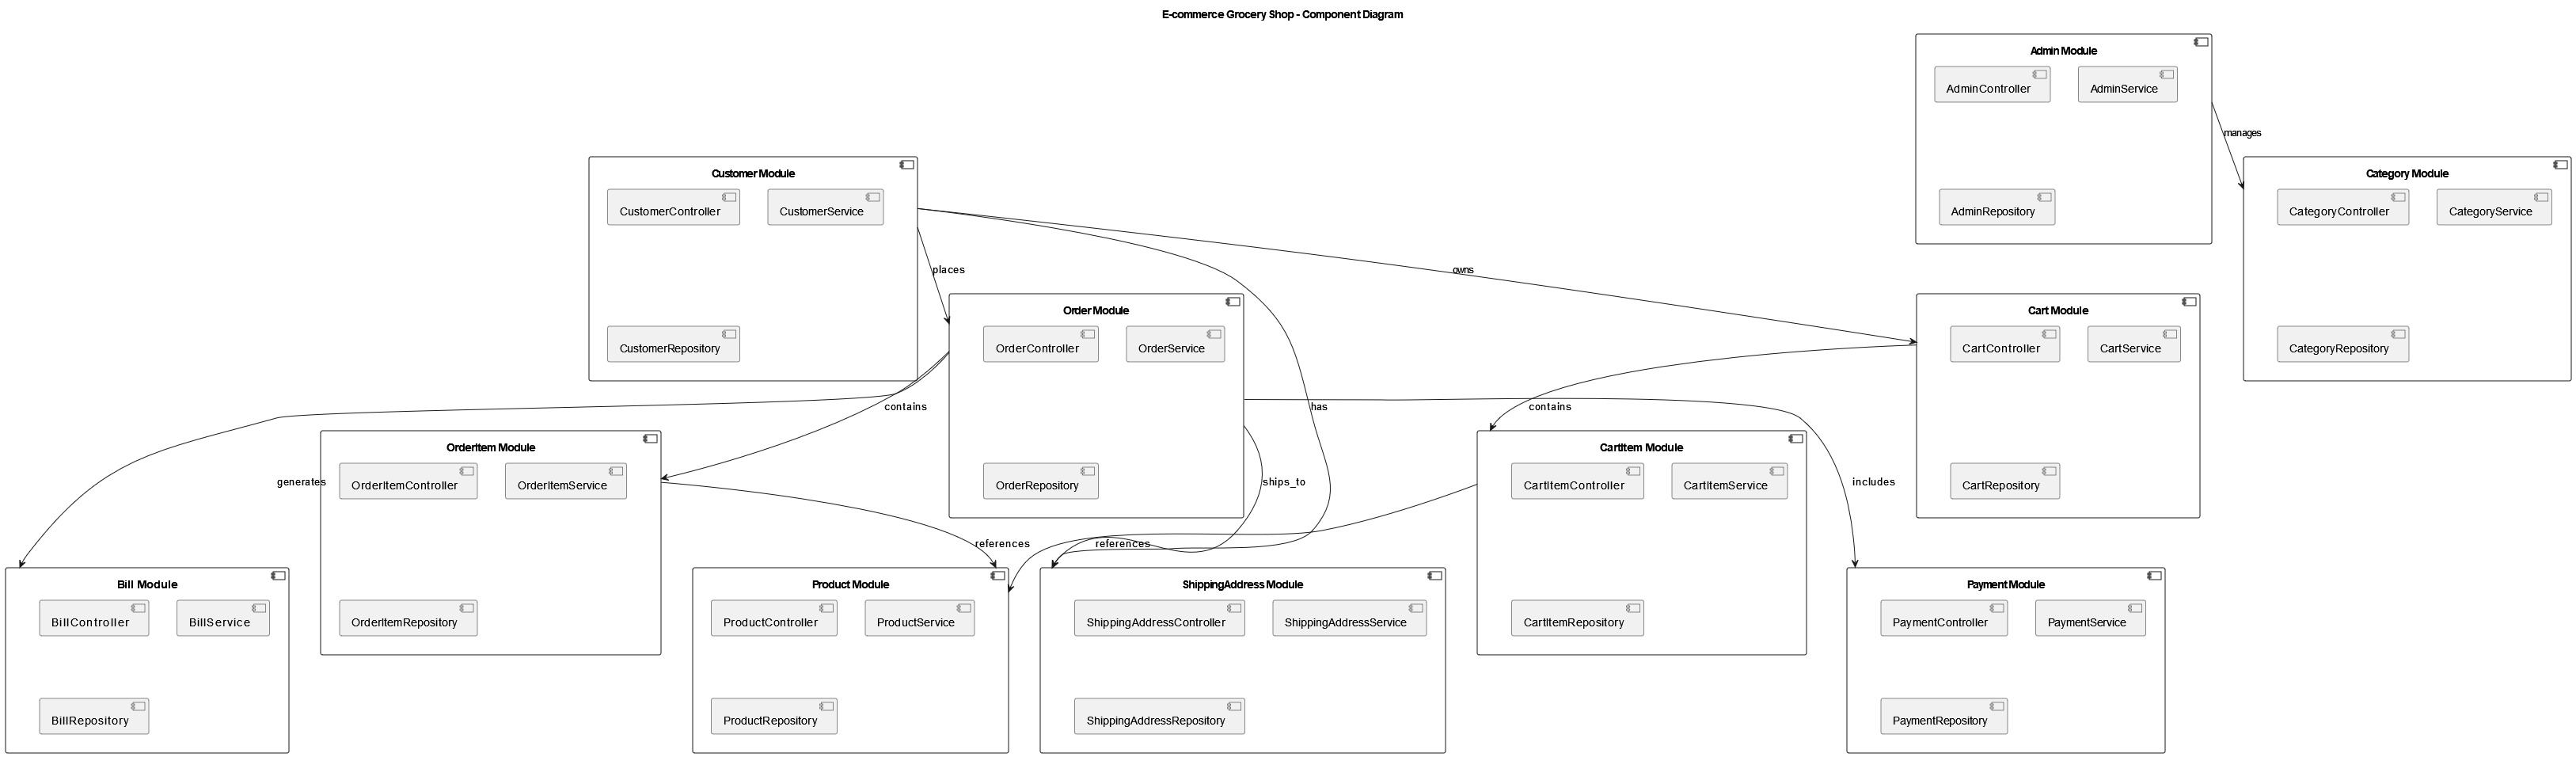 E-commerce Grocery Shop - Component Diagram
Admin Module
AdminController
AdminService
AdminRepository
manages
Customer Module
CustomerController
CustomerService
CustomerRepository
Category Module
CategoryController
CategoryService
CategoryRepository
places
owns
Order Module
OrderController
OrderService
OrderRepository
Cart Module
CartController
CartService
CartRepository
contains
has
contains
OrderItem Module
OrderItemController
OrderItemService
OrderItemRepository
CartItem Module
CartItemController
CartItemService
CartItemRepository
generates
ships_to
includes
references
references
Bill Module
BillController
BillService
BillRepository
Product Module
ProductController
ProductService
ProductRepository
ShippingAddress Module
ShippingAddressController
ShippingAddressService
ShippingAddressRepository
Payment Module
PaymentController
PaymentService
PaymentRepository